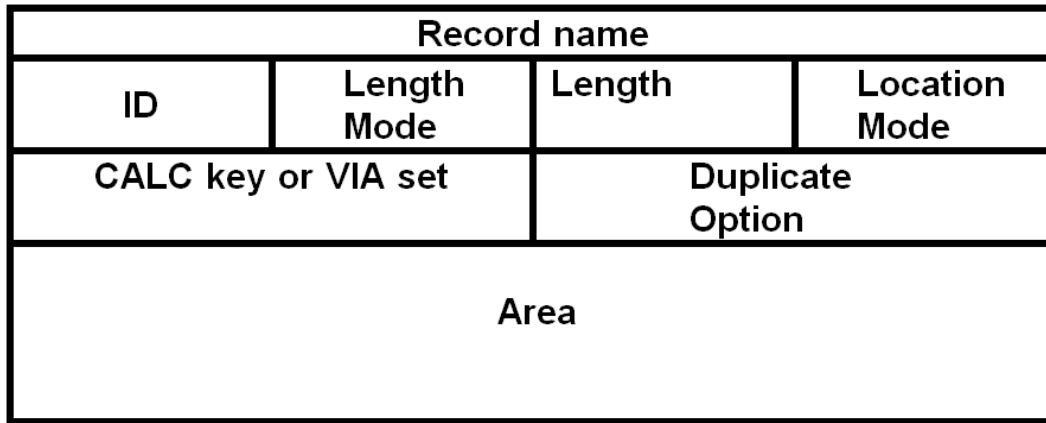 Record name
ID
Length
Mode
Length
Location
Mode
CALC key or VIA set
Duplicate
Option
Area